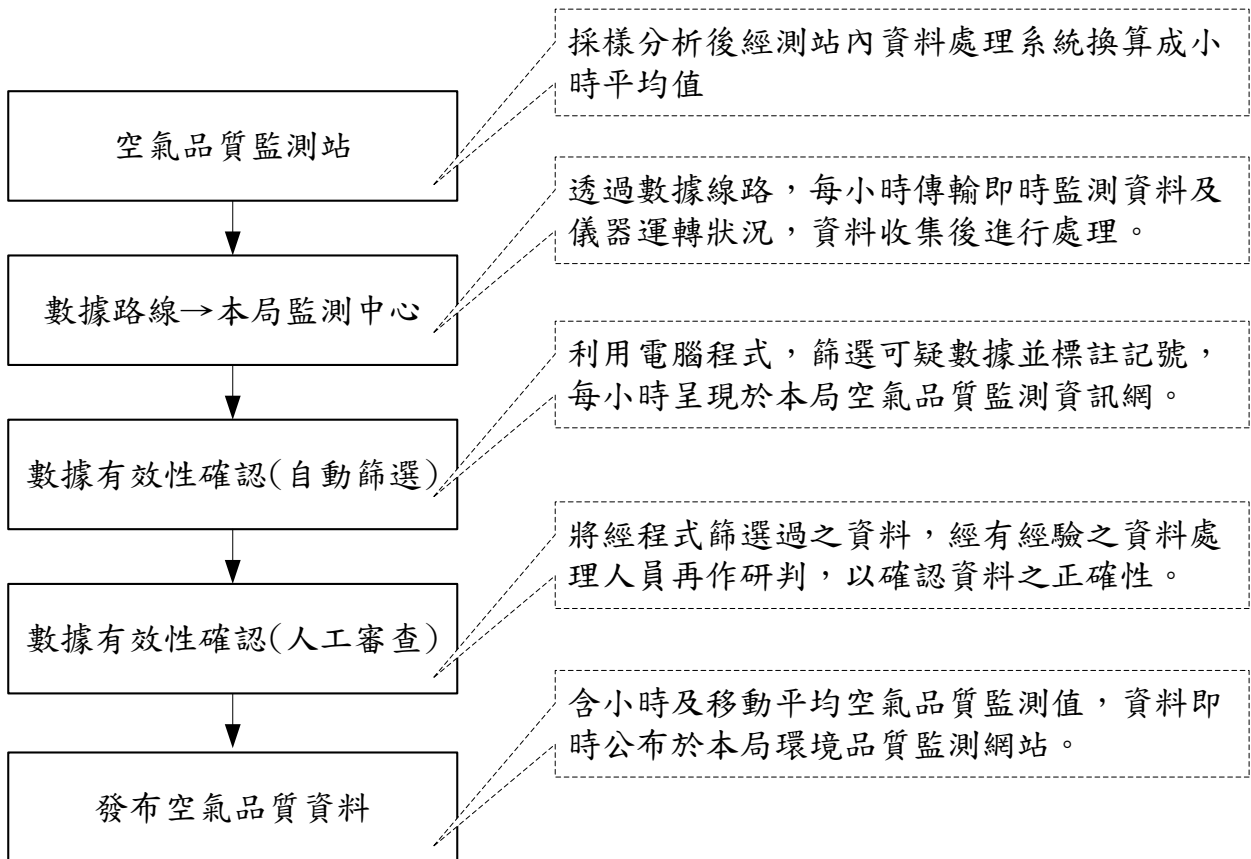 採樣分析後經測站內資料處理系統換算成小
時平均值
空氣品質監測站
透過數據線路，每小時傳輸即時監測資料及
儀器運轉狀況，資料收集後進行處理。
數據路線→本局監測中心
利用電腦程式，篩選可疑數據並標註記號，
每小時呈現於本局空氣品質監測資訊網。
數據有效性確認(自動篩選)
將經程式篩選過之資料，經有經驗之資料處
理人員再作研判，以確認資料之正確性。
數據有效性確認(人工審查)
含小時及移動平均空氣品質監測值，資料即
時公布於本局環境品質監測網站。
發布空氣品質資料